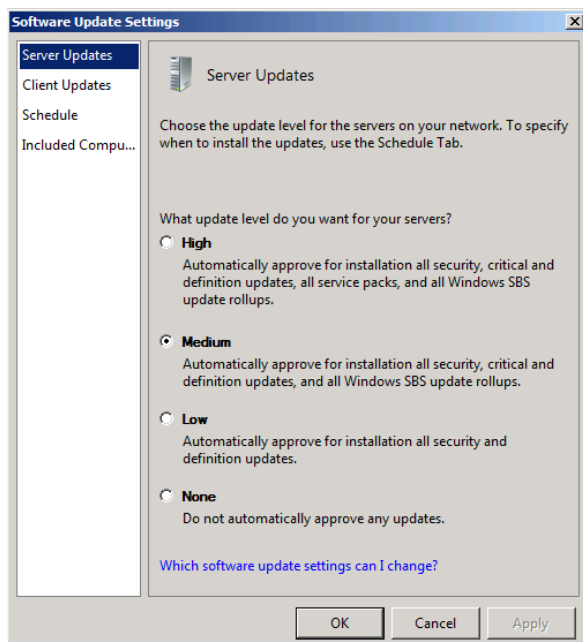 Software Update Settings
Server Updates
Client Updates
Schedule
Included Compu...
Server Updates
Choose the update level for the servers on your network. To specify
when to install the updates, use the Schedule Tab.
What update level do you want for your servers?
High
Automatically approve for installation all security, critical and
definition updates, all service packs, and all Windows SBS
update rollups.
Medium
Automatically approve for installation all security, critical and
definition updates, and all Windows SBS update rollups.
Low
Automatically approve for installation all security and
definition updates.
None
Do not automatically approve any updates.
Which software update settings can I change?
OK
Cancel
Apply